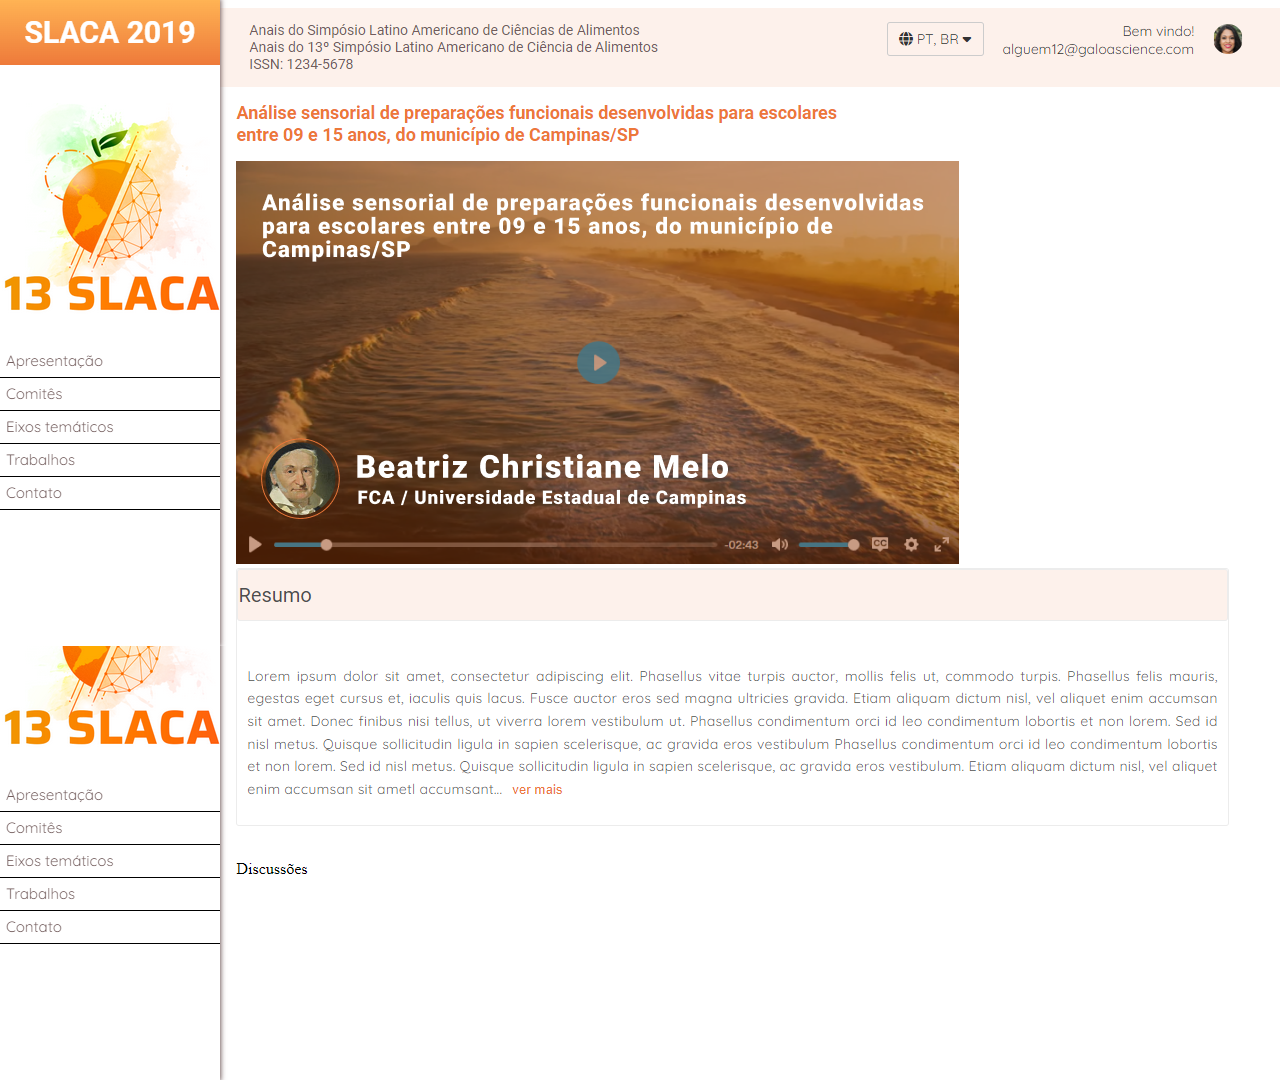 SLACA 2019
13 SLACA
Apresentação
Comitês
Eixos temáticos
Trabalhos
Contato
13 SLACA
Apresentação
Comitês
Eixos temáticos
Trabalhos
Contato
Anais do Simpósio Latino Americano de Ciências de Alimentos
Anais do 13º Simpósio Latino Americano de Ciência de Alimentos
ISSN: 1234-5678
PT, BR
Bem vindo!
alguem12@galoascience.com
Análise sensorial de preparações funcionais desenvolvidas para escolares
entre 09 e 15 anos, do município de Campinas/SP
Análise sensorial de preparações funcionais desenvolvidas
para escolares entre 09 e 15 anos, do município de
Campinas/SP
Beatriz Christiane Melo
FCA / Universidade Estadual de Campinas
-02:43
CC
Resumo
Lorem ipsum dolor sit amet, consectetur adipiscing elit. Phasellus vitae turpis auctor, mollis felis ut, commodo turpis. Phasellus felis mauris,
egestas eget cursus et, iaculis quis lacus. Fusce auctor eros sed magna ultricies gravida. Etiam aliquam dictum nisl, vel aliquet enim accumsan
sit amet. Donec finibus nisi tellus, ut viverra lorem vestibulum ut. Phasellus condimentum orci id leo condimentum lobortis et non lorem. Sed id
nisl metus. Quisque sollicitudin ligula in sapien scelerisque, ac gravida eros vestibulum Phasellus condimentum orci id leo condimentum lobortis
et non lorem. Sed id nisl metus. Quisque sollicitudin ligula in sapien scelerisque, ac gravida eros vestibulum. Etiam aliquam dictum nisl, vel aliquet
enim accumsan sit ametl accumsant... ver mais
Discussões